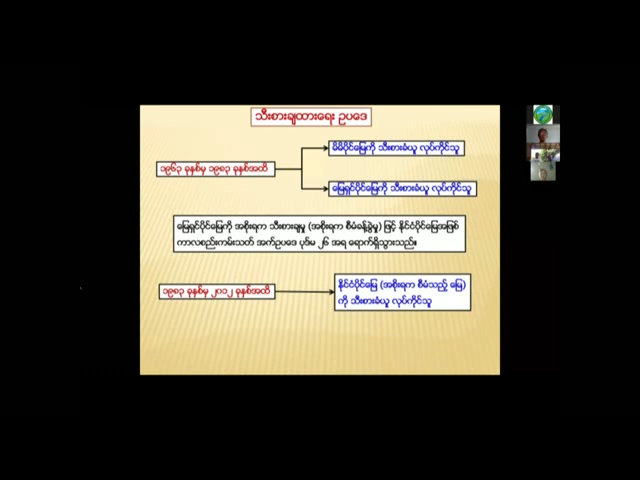 သီးစားချထားရေး ဥပဒေ
မိမိပိုင်မြေကို သီးစားခံယူ လုပ်ကိုင်သူ
၁၉၆၃ ခုနှစ်မှ ၁၉၈၃ ခုနှစ်အထိ
မြေရှင်ပိုင်မြေကို သီးစားခံယူ လုပ်ကိုင်သူ
မြေရှင်ပိုင်မြေကို အစိုးရက သီးစားချမှု (အစိုးရက စီမံခန့်ခွဲမှု) ဖြင့် နိုင်ငံပိုင်မြေအဖြစ်
ကာလစည်းကမ်းသတ် အက်ဥပဒေ ပုဒ်မ ၂၆ အရ ရောက်ရှိသွားသည်။
၁၉၈၃ ခုနှစ်မှ ၂၀၁၂ ခုနှစ်အထိ
နိုင်ငံပိုင်မြေ (အစိုးရက စီမံသည့် မြေ)
ကို သီးစားခံယူ လုပ်ကိုင်သူ